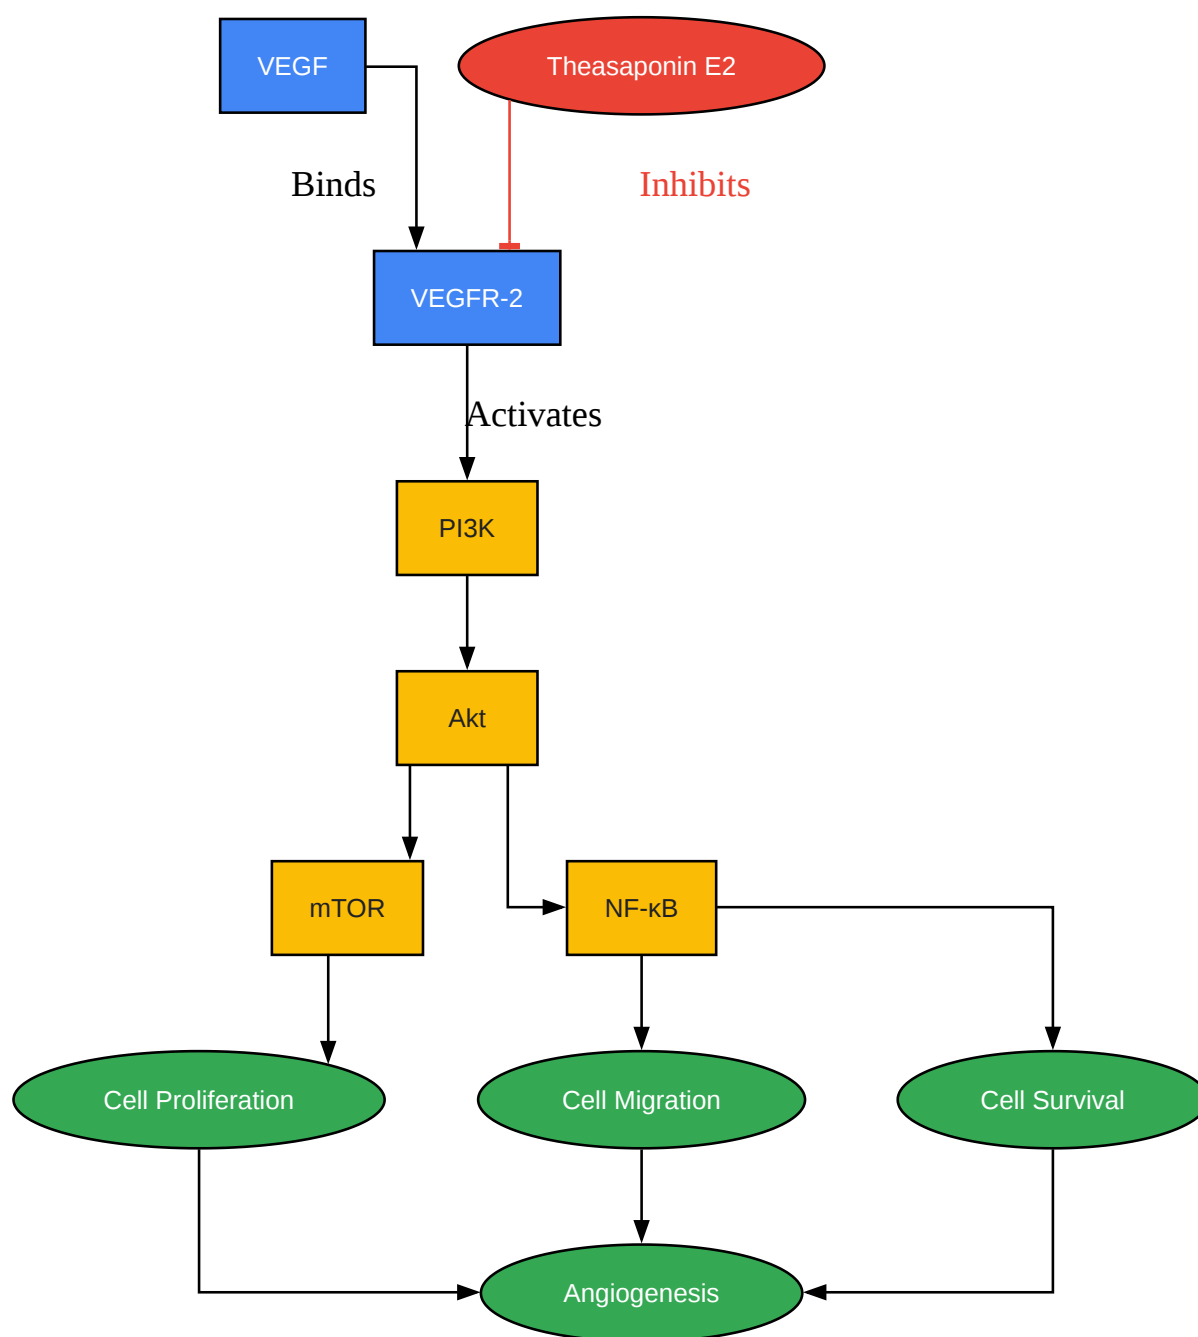 VEGF
Theasaponin E2
Binds
Inhibits
VEGFR-2
Activates
PI3K
Akt
mTOR
NF-κB
Cell Proliferation
Cell Migration
Cell Survival
Angiogenesis